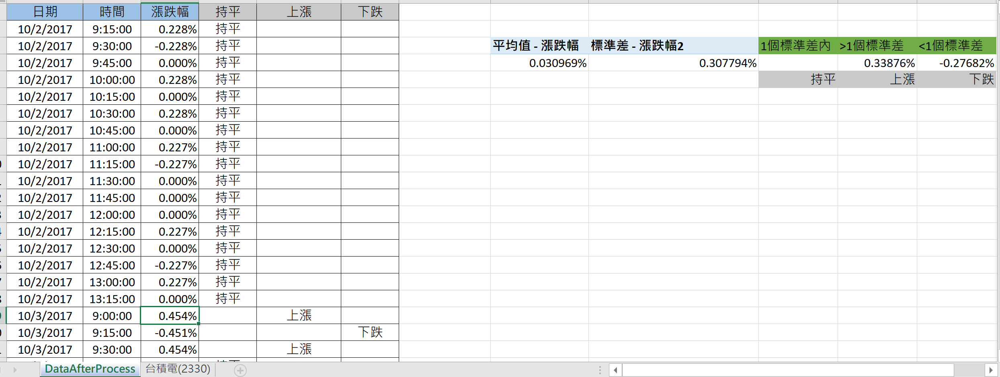 日期 時間 漲跌幅 持平 上漲 下跌
10/2/2017 9:15:00 0.228% 持平
10/2/2017 9:30:00 -0.228% 持平 平均值 - 漲跌幅 標準差 - 漲跌幅2 1個標準差內 >1個標準差 <1個標準差
10/2/2017 9:45:00 0.000% 持平 0.030969% 0.307794% 0.33876% -0.27682%
10/2/2017 10:00:00 0.228% 持平 持平 上漲 下跌
10/2/2017 10:15:00 0.000% 持平
10/2/2017 10:30:00 0.228% 持平
10/2/2017 10:45:00 0.000% 持平
10/2/2017 11:00:00 0.227% 持平
10/2/2017 11:15:00 -0.227% 持平
10/2/2017 11:30:00 0.000% 持平
10/2/2017 11:45:00 0.000% 持平
10/2/2017 12:00:00 0.000% 持平
10/2/2017 12:15:00 0.227% 持平
10/2/2017 12:30:00 0.000% 持平
10/2/2017 12:45:00 -0.227% 持平
10/2/2017 13:00:00 0.227% 持平
10/2/2017 13:15:00 0.000% 持平
10/3/2017 9:00:00 0.454% 上漲
10/3/2017 9:15:00 -0.451% 下跌
10/3/2017 9:30:00 0.454% 上漲
DataAfterProcess 台積電(2330)